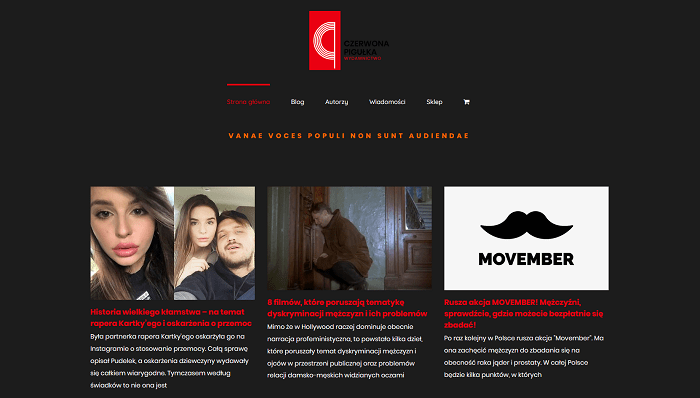 CZERWONA
PIGUŁKA
WYDAWNICTWO
Strona główna Blog Autorzy Wiadomości Sklep
VANAE VOCES POPULI NON SUNT AUDIENDAE
Historia wielkiego kłamstwa – na temat
rapera Kartky'ego i oskarżenia o przemoc
Była partnerka rapera Kartky'ego oskarżyła go na
Instagramie o stosowanie przemocy. Całą sprawę
opisał Pudelek, a oskarżenia dziewczyny wydawały
się całkiem wiarygodne. Tymczasem według
świadków to nie ona jest
8 filmów, które poruszają tematykę
dyskryminacji mężczyzn i ich problemów
Mimo że w Hollywood raczej dominuje obecnie
narracja profeministyczna, to powstało kilka dzieł,
które poruszały temat dyskryminacji mężczyzn i
ojców w przestrzeni publicznej oraz problemów
relacji damsko-męskich widzianych oczami
MOVEMBER
Rusza akcja MOVEMBER! Mężczyźni,
sprawdźcie, gdzie możecie bezpłatnie się
zbadać!
Po raz kolejny w Polsce rusza akcja "Movember". Ma
ona zachęcić mężczyzn do zbadania się na
obecność raka jąder i prostaty. W całej Polsce
będzie kilka punktów, w których